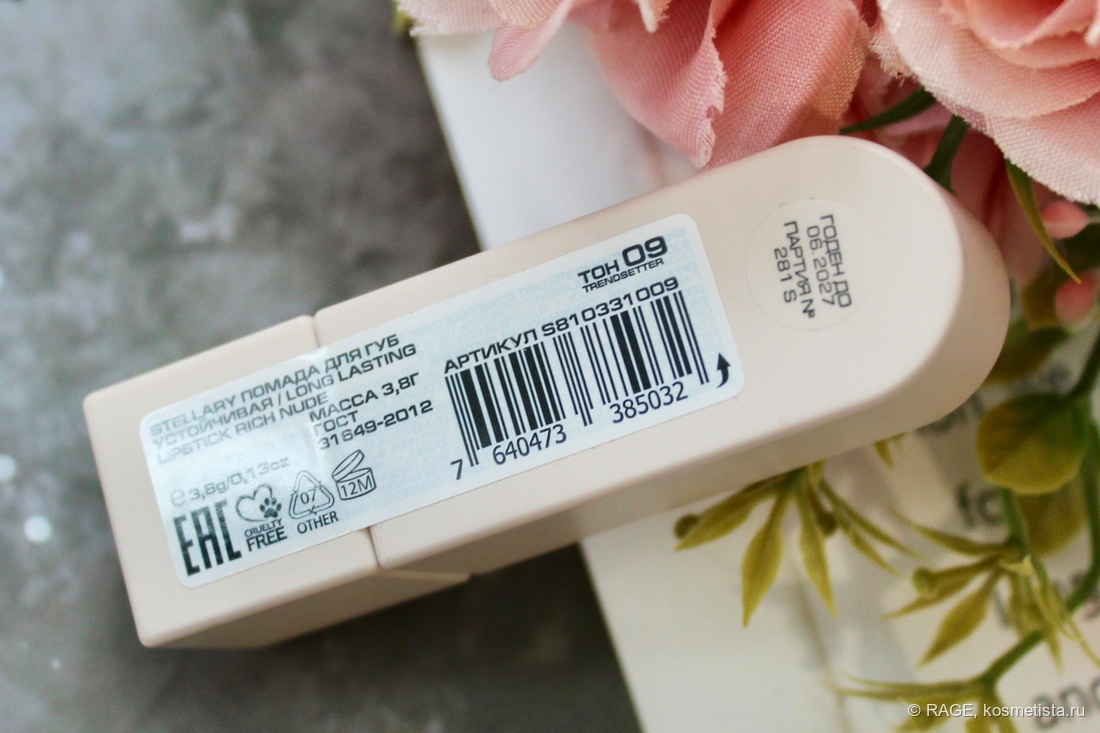 STELLARY ПОМАДА ДЛЯ ГУБ
УСТОЙЧИВАЯ / LONG LASTING
LIPSTICK RICH NUDE
МАССА 3,8Г
ГОСТ
31649-2012
e 3,8g/0,13oz
EAC
CRUELTY
FREE
07
OTHER
12M
ТОН 09
TRENDSETTER
АРТИКУЛ S810331009
7 640473 385032
ГОДЕН ДО
06.2027
ПАРТИЯ №
281 S
and
© RAGE, kosmetista.ru